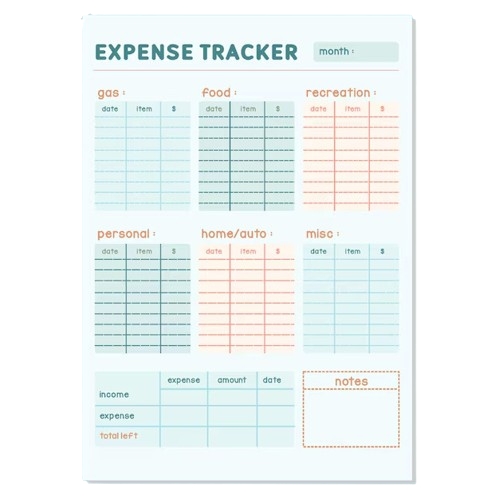 EXPENSE TRACKER month :
gas : food : recreation :
date item $ date item $ date item $
personal : home/auto : misc :
date item $ date item $ date item $
expense amount date
income
expense
total left
notes